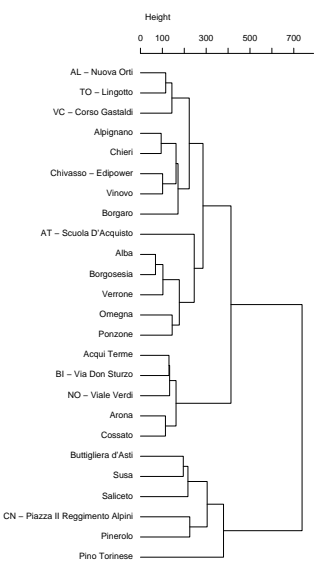 Height
0 100 300 500 700
AL – Nuova Orti
TO – Lingotto
VC – Corso Gastaldi
Alpignano
Chieri
Chivasso – Edipower
Vinovo
Borgaro
AT – Scuola D'Acquisto
Alba
Borgosesia
Verrone
Omegna
Ponzone
Acqui Terme
BI – Via Don Sturzo
NO – Viale Verdi
Arona
Cossato
Buttigliera d'Asti
Susa
Saliceto
CN – Piazza II Reggimento Alpini
Pinerolo
Pino Torinese